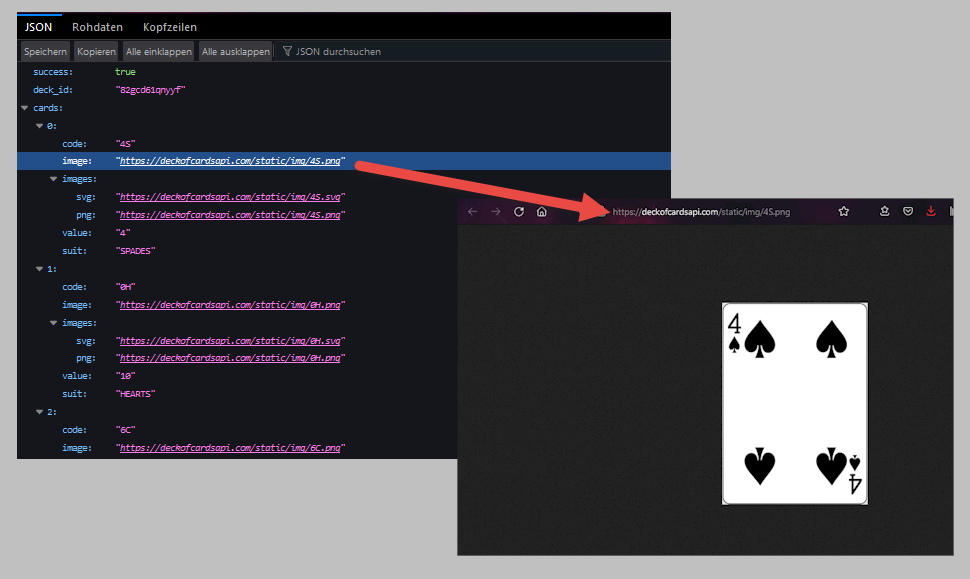 JSON Rohdaten Kopfzeilen
Speichern Kopieren Alle einklappen Alle ausklappen JSON durchsuchen
success: true
deck_id: "82gcd61qnyyf"
cards:
0:
code: "4S"
image: "https://deckofcardsapi.com/static/img/4S.png"
images:
svg: "https://deckofcardsapi.com/static/img/4S.svg"
png: "https://deckofcardsapi.com/static/img/4S.png"
value: "4"
suit: "SPADES"
1:
code: "0H"
image: "https://deckofcardsapi.com/static/img/0H.png"
images:
svg: "https://deckofcardsapi.com/static/img/0H.svg"
png: "https://deckofcardsapi.com/static/img/0H.png"
value: "10"
suit: "HEARTS"
2:
code: "6C"
image: "https://deckofcardsapi.com/static/img/6C.png"
https://deckofcardsapi.com/static/img/4S.png
4
4